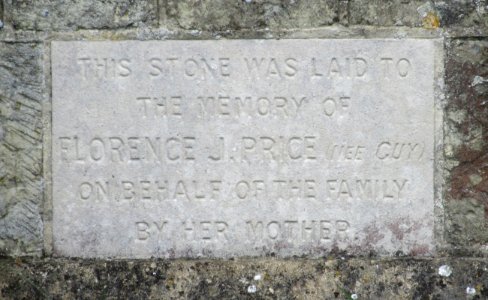 THIS STONE WAS LAID TO
THE MEMORY OF
FLORENCE J. PRICE (NEE GUY)
ON BEHALF OF THE FAMILY
BY HER MOTHER.